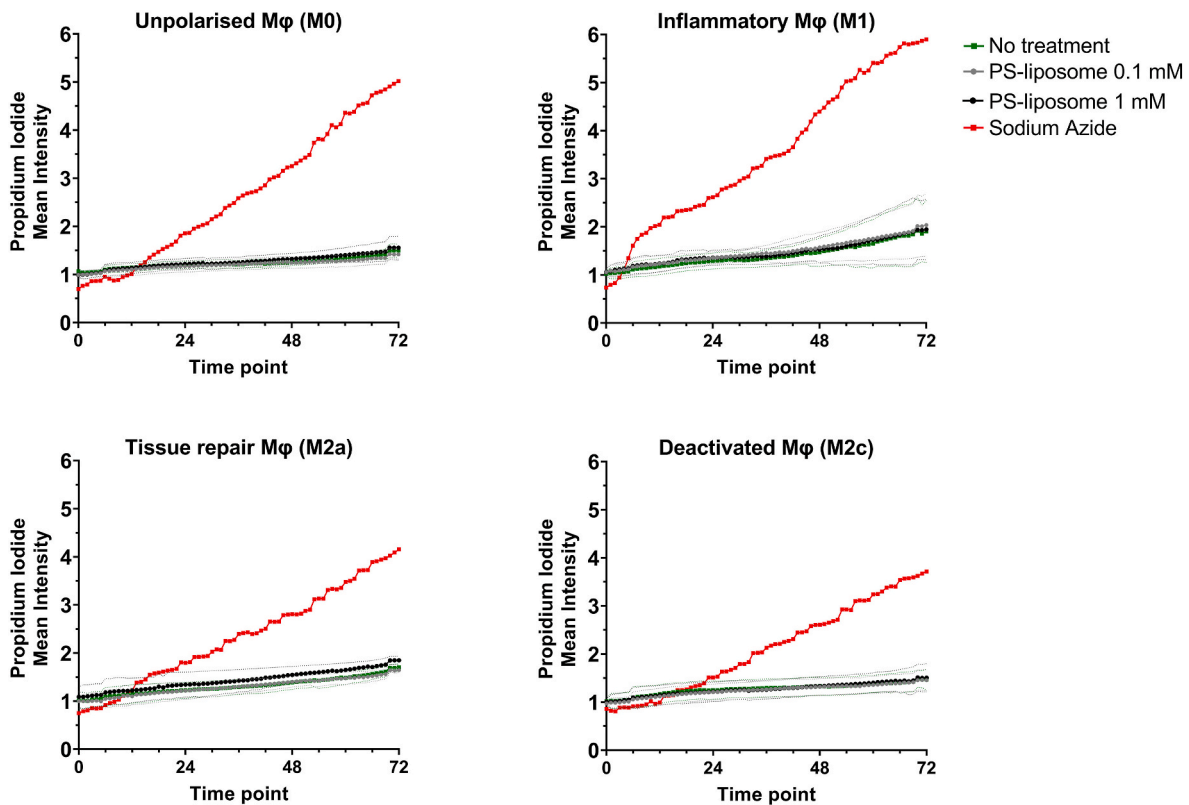 Unpolarised Mφ (M0)
Propidium Iodide
Mean Intensity
6
5
4
3
2
1
0
0 24 48 72
Time point
Inflammatory Mφ (M1)
Propidium Iodide
Mean Intensity
6
5
4
3
2
1
0
0 24 48 72
Time point
No treatment
PS-liposome 0.1 mM
PS-liposome 1 mM
Sodium Azide
Tissue repair Mφ (M2a)
Propidium Iodide
Mean Intensity
6
5
4
3
2
1
0
0 24 48 72
Time point
Deactivated Mφ (M2c)
Propidium Iodide
Mean Intensity
6
5
4
3
2
1
0
0 24 48 72
Time point